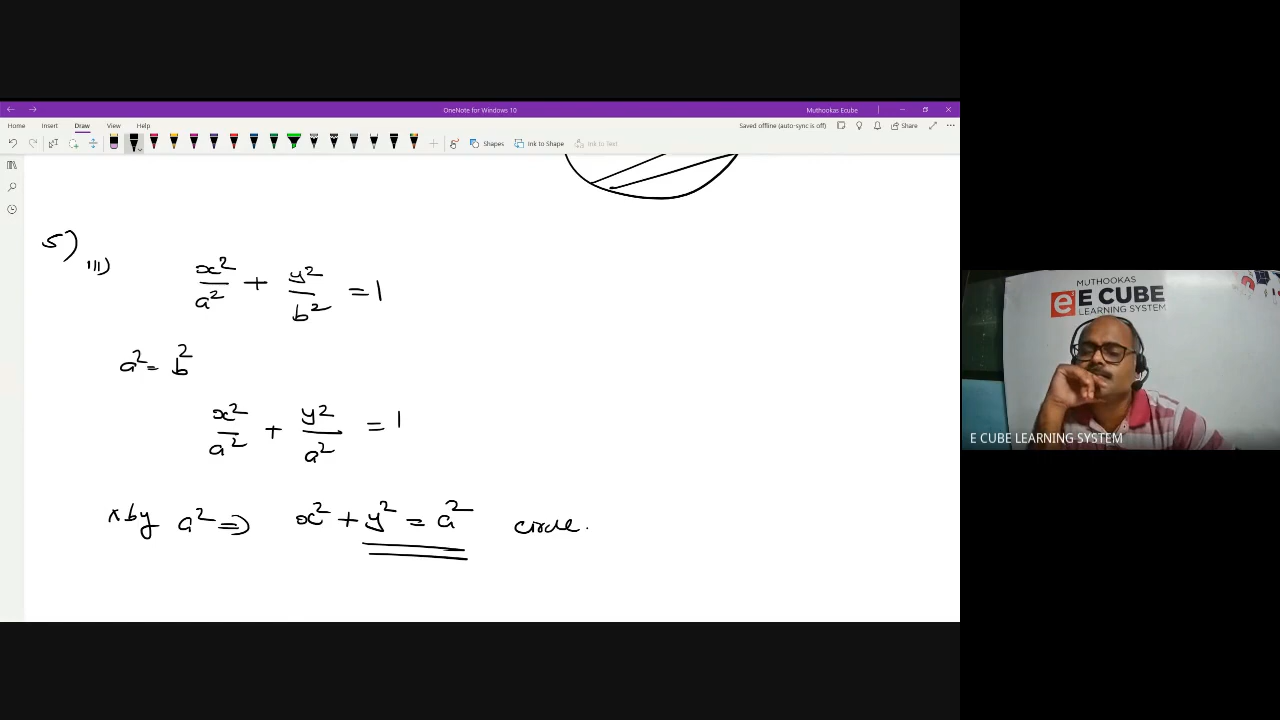 OneNote for Windows 10
Muthookas Ecube
Home Insert Draw View Help
Saved offline (auto-sync is off)
Share
Shapes Ink to Shape Ink to Text
5)
iii)
x²/a² + y²/b² = 1
a² = b²
x²/a² + y²/a² = 1
× by a² ⇒ x² + y² = a² circle.
MUTHOOKAS
e E CUBE
LEARNING SYSTEM
E CUBE LEARNING SYSTEM